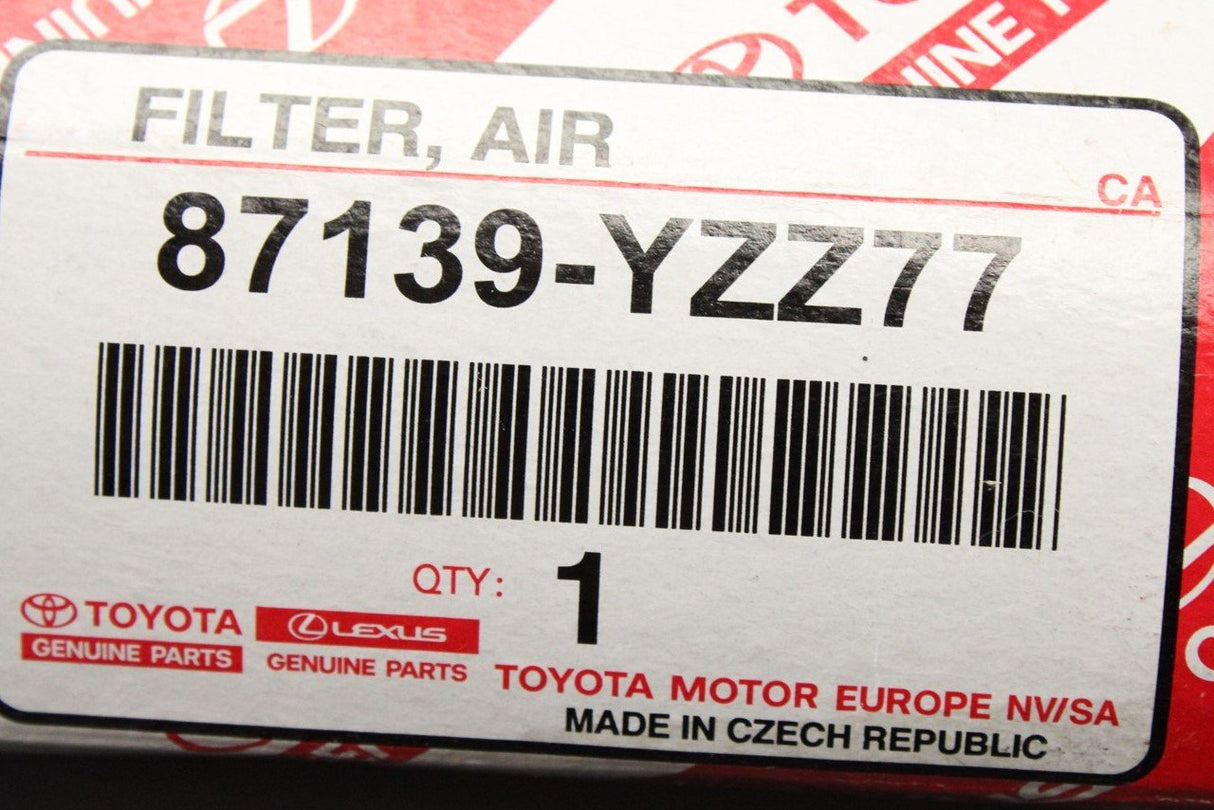 FILTER, AIR
CA
87139-YZZ77
QTY: 1
TOYOTA
GENUINE PARTS
LEXUS
GENUINE PARTS
TOYOTA MOTOR EUROPE NV/SA
MADE IN CZECH REPUBLIC